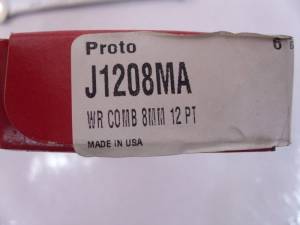 Proto
J1208MA
WR COMB 8MM 12 PT
MADE IN USA